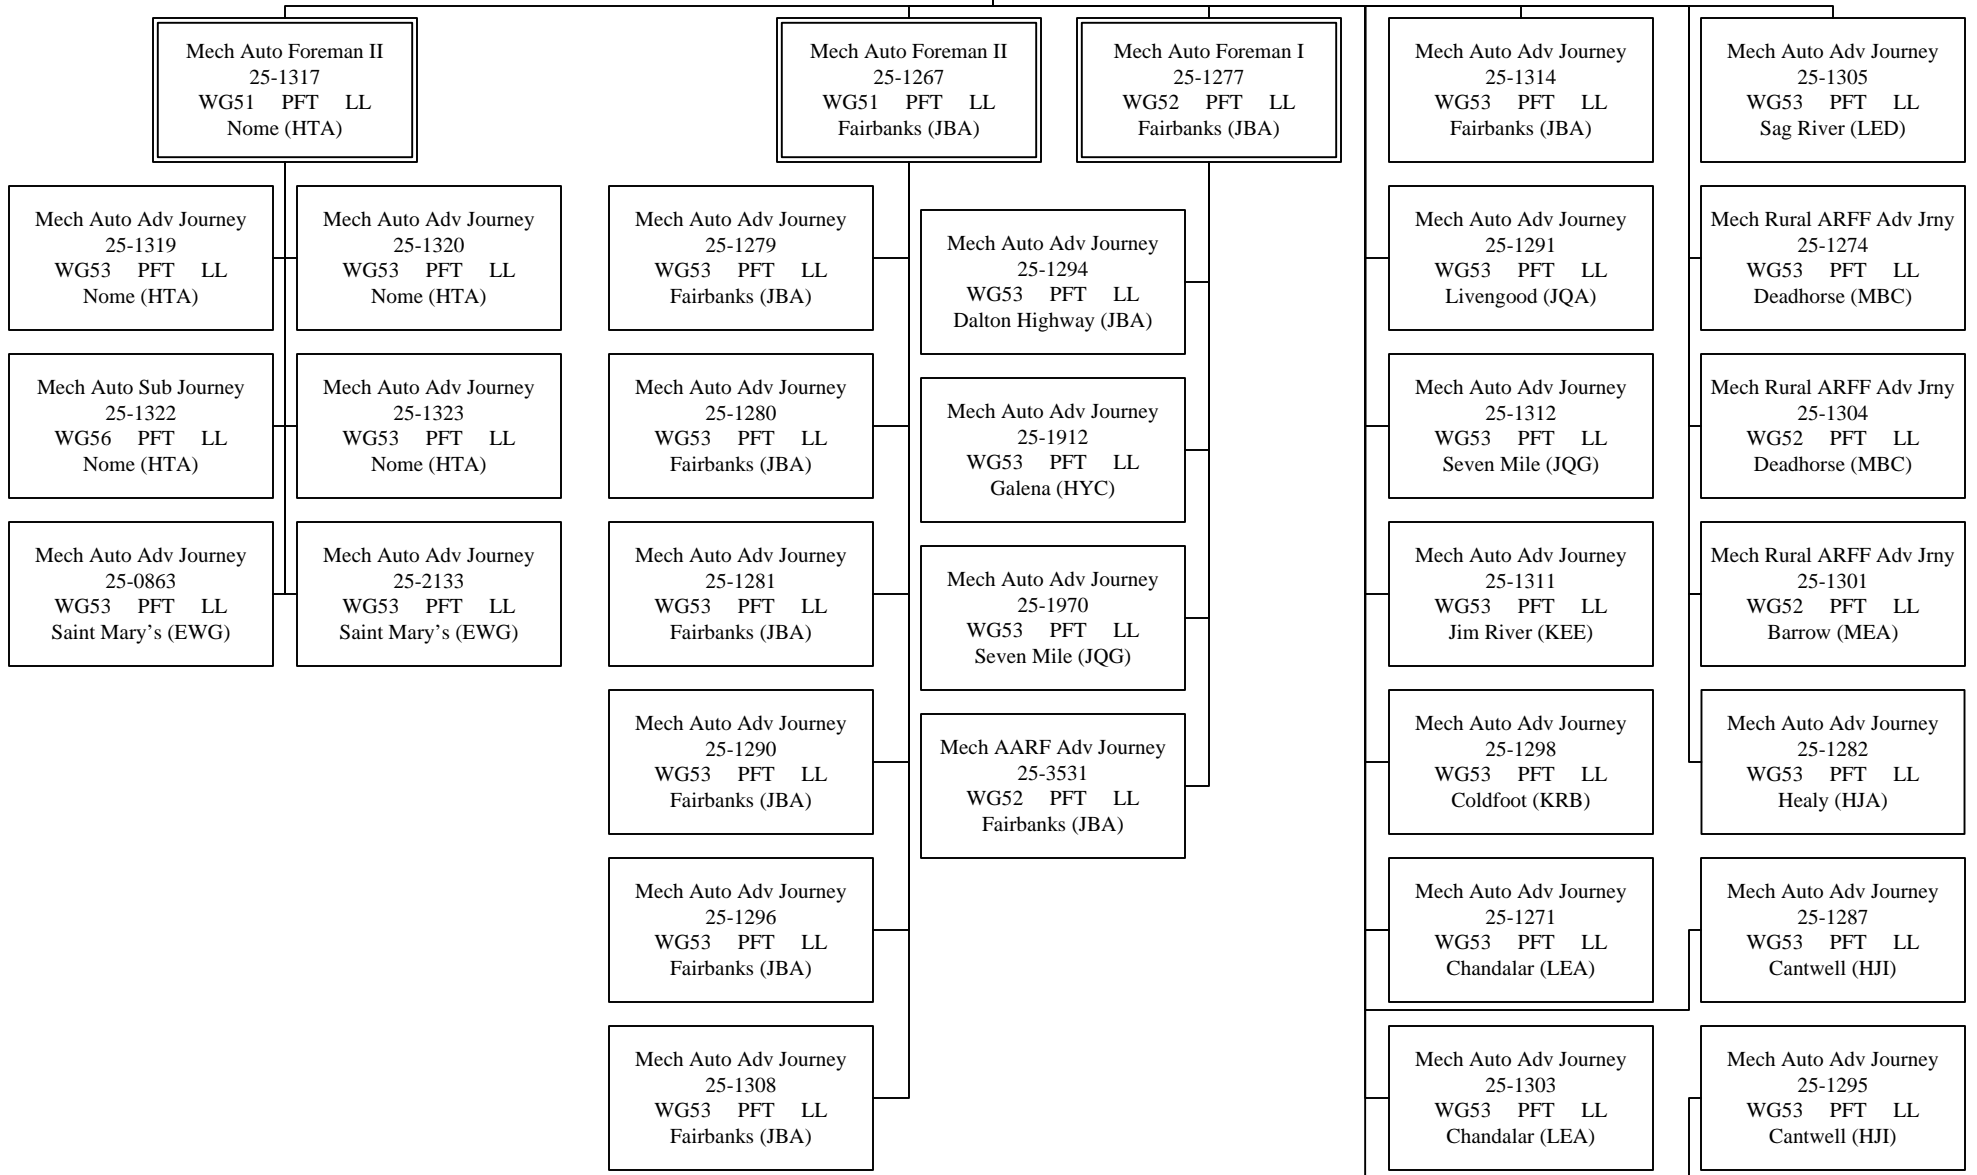 Mech Auto Foreman II
25-1317
WG51 PFT LL
Nome (HTA)
Mech Auto Foreman II
25-1267
WG51 PFT LL
Fairbanks (JBA)
Mech Auto Foreman I
25-1277
WG52 PFT LL
Fairbanks (JBA)
Mech Auto Adv Journey
25-1314
WG53 PFT LL
Fairbanks (JBA)
Mech Auto Adv Journey
25-1305
WG53 PFT LL
Sag River (LED)
Mech Auto Adv Journey
25-1319
WG53 PFT LL
Nome (HTA)
Mech Auto Adv Journey
25-1320
WG53 PFT LL
Nome (HTA)
Mech Auto Sub Journey
25-1322
WG56 PFT LL
Nome (HTA)
Mech Auto Adv Journey
25-1323
WG53 PFT LL
Nome (HTA)
Mech Auto Adv Journey
25-0863
WG53 PFT LL
Saint Mary’s (EWG)
Mech Auto Adv Journey
25-2133
WG53 PFT LL
Saint Mary’s (EWG)
Mech Auto Adv Journey
25-1279
WG53 PFT LL
Fairbanks (JBA)
Mech Auto Adv Journey
25-1280
WG53 PFT LL
Fairbanks (JBA)
Mech Auto Adv Journey
25-1281
WG53 PFT LL
Fairbanks (JBA)
Mech Auto Adv Journey
25-1290
WG53 PFT LL
Fairbanks (JBA)
Mech Auto Adv Journey
25-1296
WG53 PFT LL
Fairbanks (JBA)
Mech Auto Adv Journey
25-1308
WG53 PFT LL
Fairbanks (JBA)
Mech Auto Adv Journey
25-1294
WG53 PFT LL
Dalton Highway (JBA)
Mech Auto Adv Journey
25-1912
WG53 PFT LL
Galena (HYC)
Mech Auto Adv Journey
25-1970
WG53 PFT LL
Seven Mile (JQG)
Mech AARF Adv Journey
25-3531
WG52 PFT LL
Fairbanks (JBA)
Mech Auto Adv Journey
25-1291
WG53 PFT LL
Livengood (JQA)
Mech Auto Adv Journey
25-1312
WG53 PFT LL
Seven Mile (JQG)
Mech Auto Adv Journey
25-1311
WG53 PFT LL
Jim River (KEE)
Mech Auto Adv Journey
25-1298
WG53 PFT LL
Coldfoot (KRB)
Mech Auto Adv Journey
25-1271
WG53 PFT LL
Chandalar (LEA)
Mech Auto Adv Journey
25-1303
WG53 PFT LL
Chandalar (LEA)
Mech Rural ARFF Adv Jrny
25-1274
WG53 PFT LL
Deadhorse (MBC)
Mech Rural ARFF Adv Jrny
25-1304
WG52 PFT LL
Deadhorse (MBC)
Mech Rural ARFF Adv Jrny
25-1301
WG52 PFT LL
Barrow (MEA)
Mech Auto Adv Journey
25-1282
WG53 PFT LL
Healy (HJA)
Mech Auto Adv Journey
25-1287
WG53 PFT LL
Cantwell (HJI)
Mech Auto Adv Journey
25-1295
WG53 PFT LL
Cantwell (HJI)